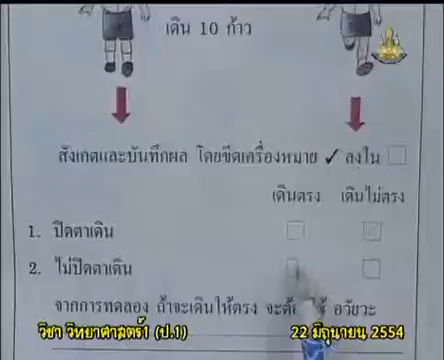 เดิน 10 ก้าว
สังเกตและบันทึกผล โดยขีดเครื่องหมาย ✓ ลงใน
เดินตรง เดินไม่ตรง
1. ปิดตาเดิน
2. ไม่ปิดตาเดิน
จากการทดลอง ถ้าจะเดินให้ตรง จะต้อง อวัยวะ
วิชา วิทยาศาสตร์1 (ป.1) 22 มิถุนายน 2554